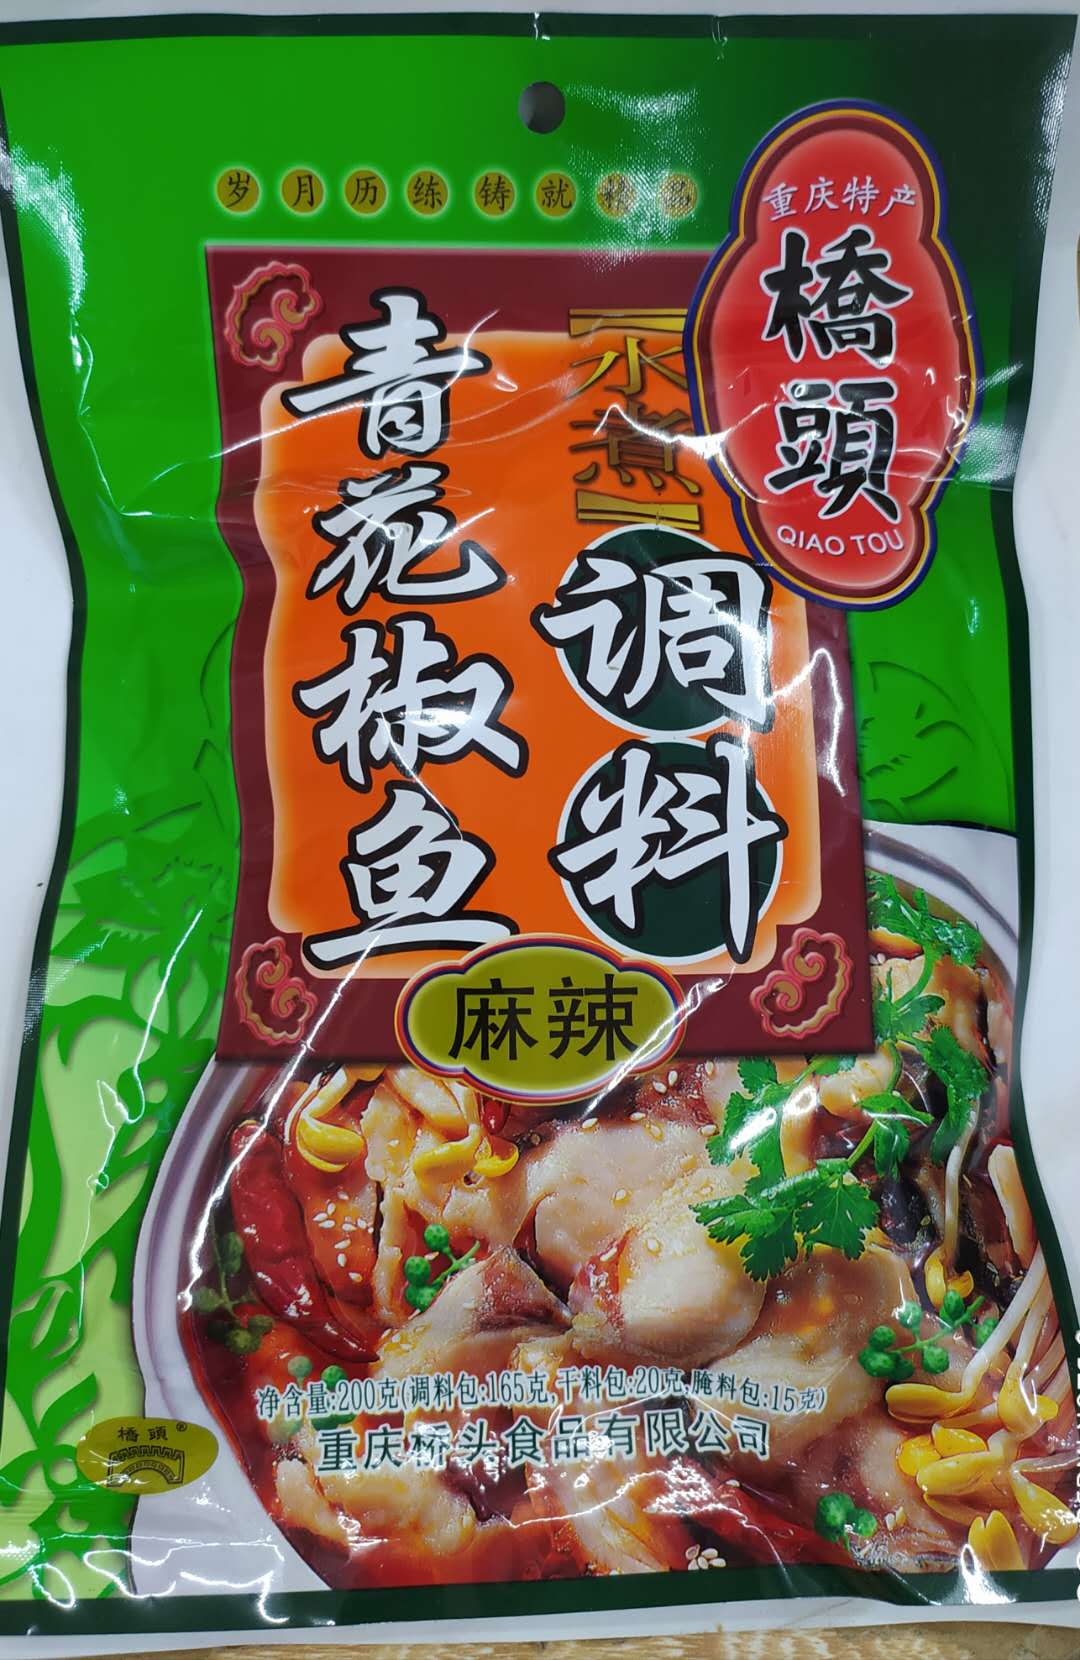 岁月历练铸就精品
重庆特产
橋頭
QIAO TOU
水煮
青花椒鱼
调料
麻辣
净含量:200克(调料包:165克,干料包:20克,腌料包:15克)
重庆桥头食品有限公司
橋頭®